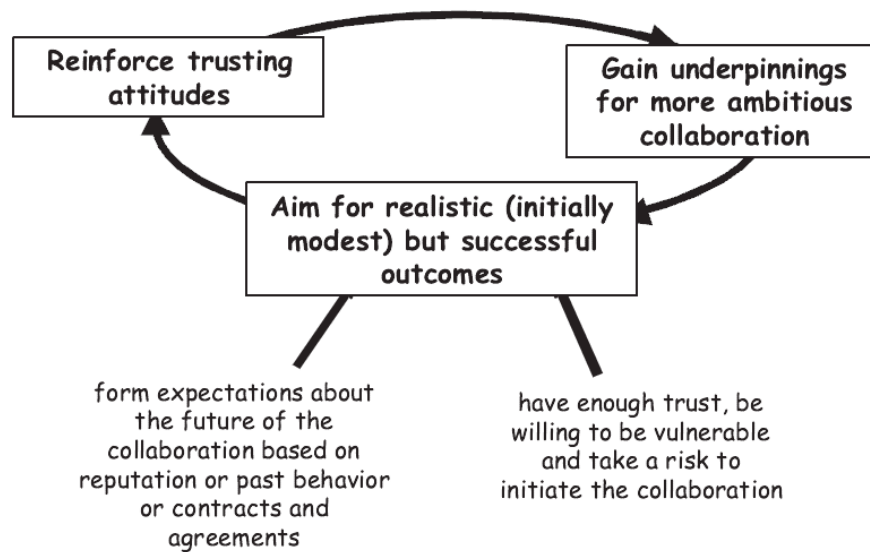 Reinforce trusting
attitudes
Gain underpinnings
for more ambitious
collaboration
Aim for realistic (initially
modest) but successful
outcomes
form expectations about
the future of the
collaboration based on
reputation or past behavior
or contracts and
agreements
have enough trust, be
willing to be vulnerable
and take a risk to
initiate the collaboration